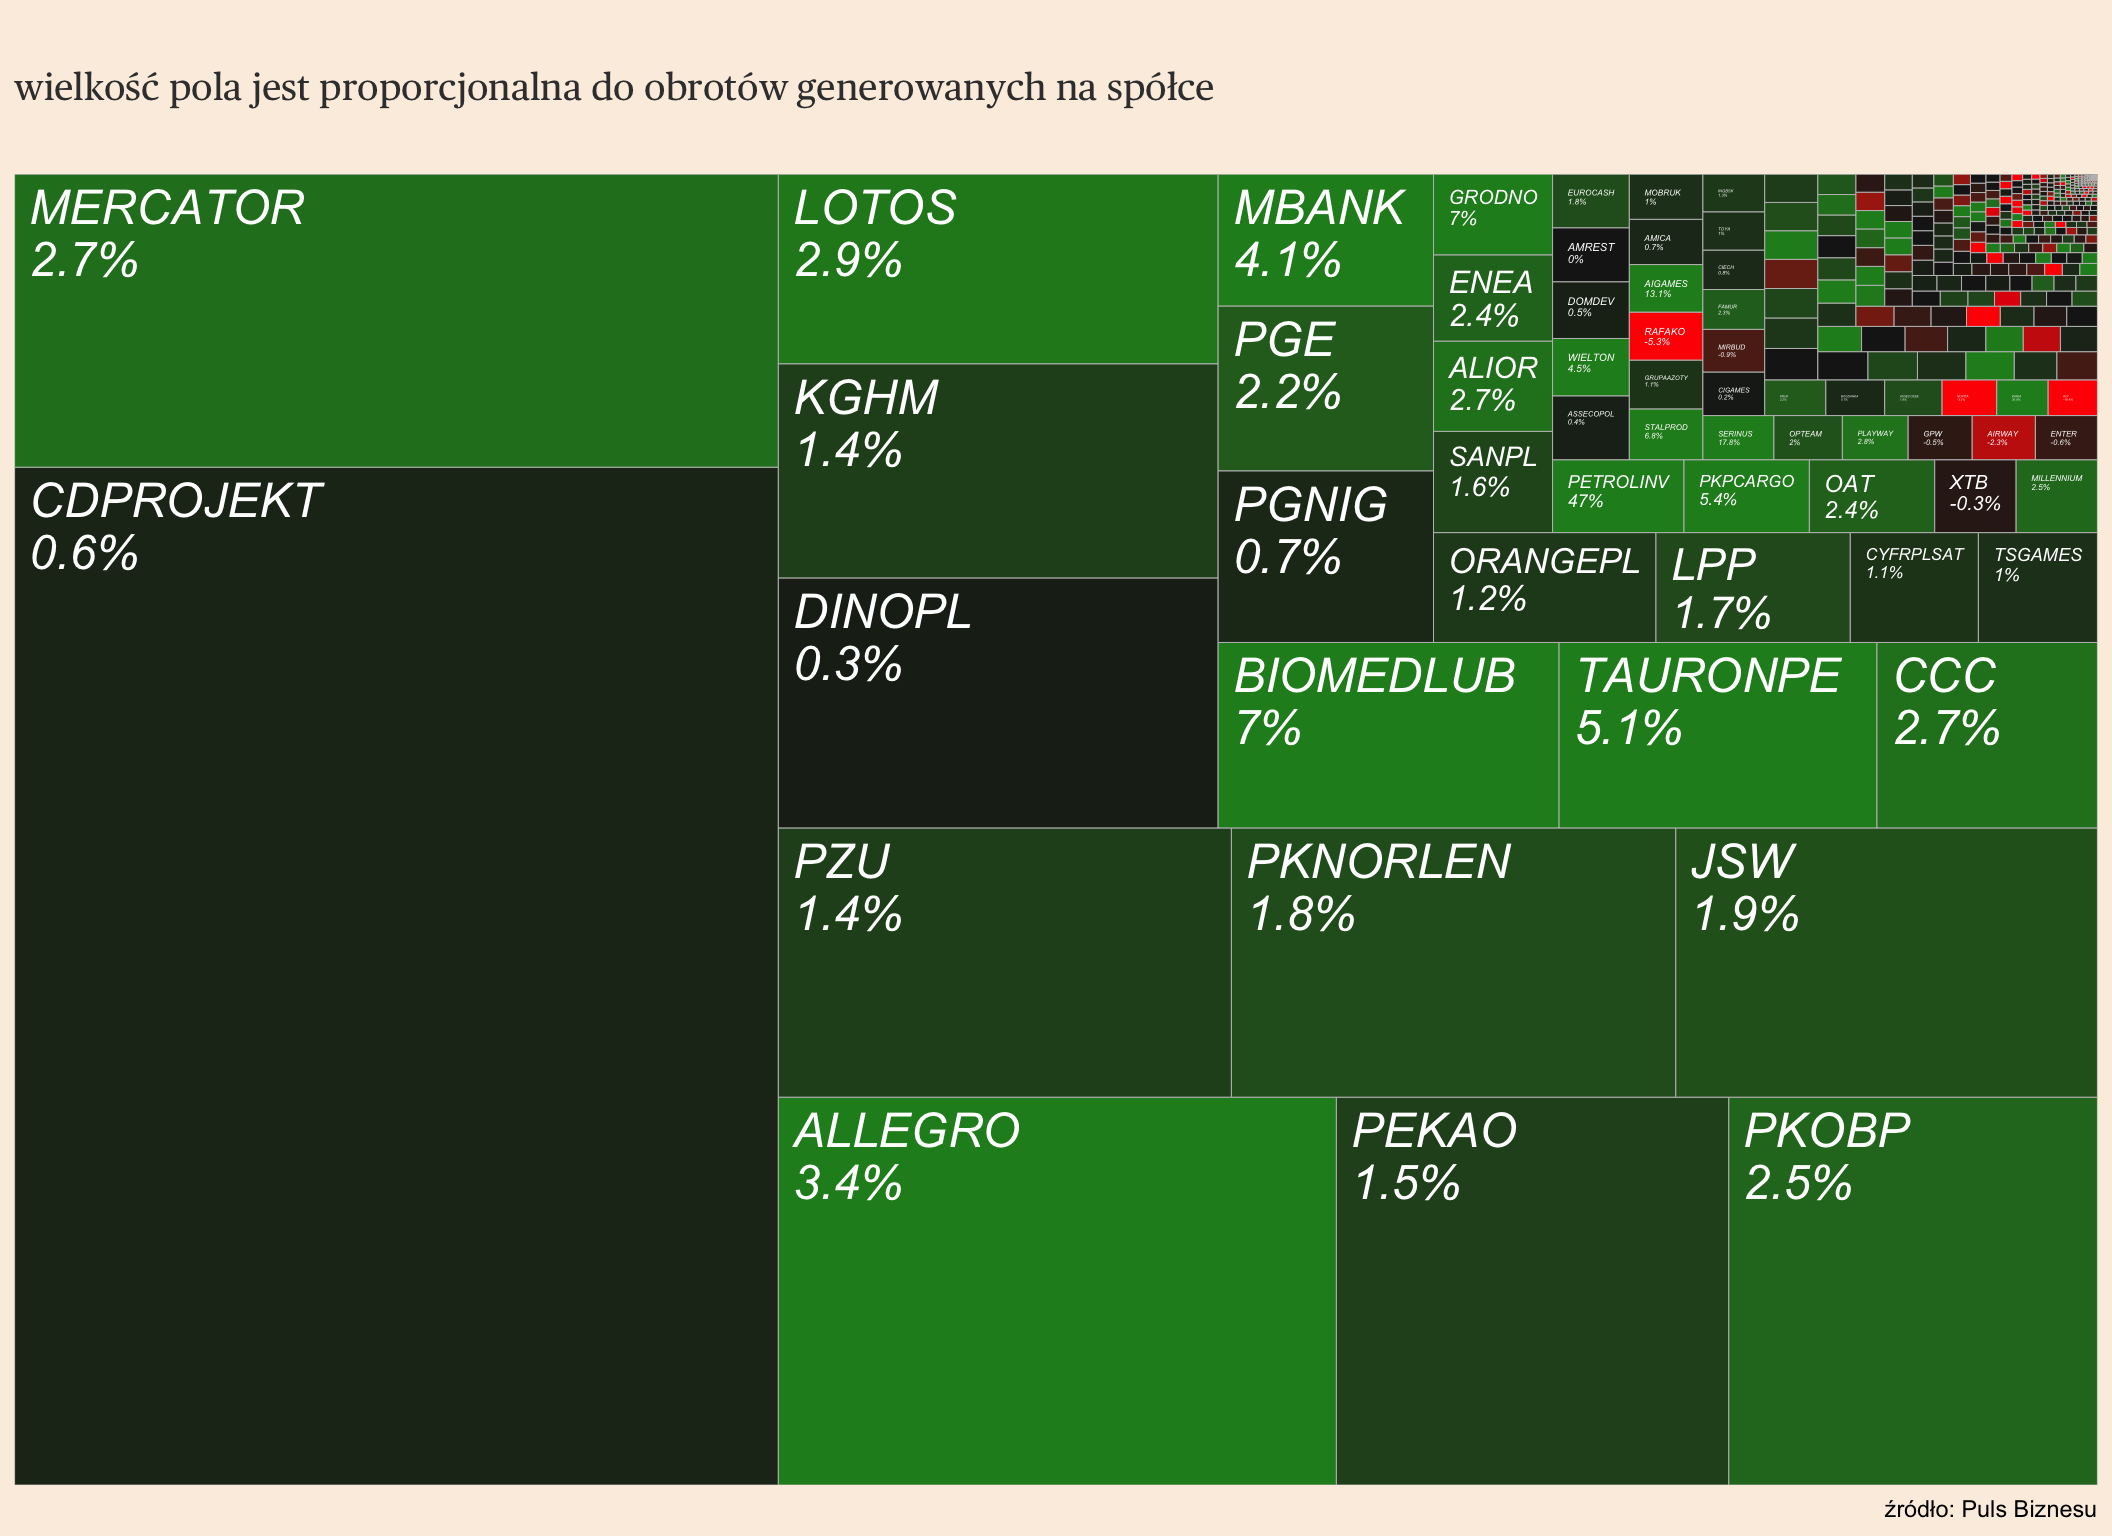 wielkość pola jest proporcjonalna do obrotów generowanych na spółce
MERCATOR
2.7%
CDPROJEKT
0.6%
LOTOS
2.9%
KGHM
1.4%
DINOPL
0.3%
PZU
1.4%
PKNORLEN
1.8%
JSW
1.9%
ALLEGRO
3.4%
PEKAO
1.5%
PKOBP
2.5%
MBANK
4.1%
PGE
2.2%
PGNIG
0.7%
BIOMEDLUB
7%
TAURONPE
5.1%
CCC
2.7%
GRODNO
7%
ENEA
2.4%
ALIOR
2.7%
SANPL
1.6%
ORANGEPL
1.2%
LPP
1.7%
CYFRPLSAT
1.1%
TSGAMES
1%
EUROCASH
1.8%
AMREST
0%
DOMDEV
0.5%
WIELTON
4.5%
ASSECOPOL
0.4%
PETROLINV
47%
PKPCARGO
5.4%
OAT
2.4%
XTB
-0.3%
MILLENNIUM
2.5%
MOBRUK
1%
AMICA
0.7%
AIGAMES
13.1%
RAFAKO
-5.3%
GRUPAAZOTY
1.1%
STALPROD
6.8%
TOYA
1%
CIECH
0.8%
FAMUR
2.3%
MIRBUD
-0.9%
CIGAMES
0.2%
SERINUS
17.8%
OPTEAM
2%
PLAYWAY
2.8%
GPW
-0.5%
AIRWAY
-2.3%
ENTER
-0.6%
źródło: Puls Biznesu